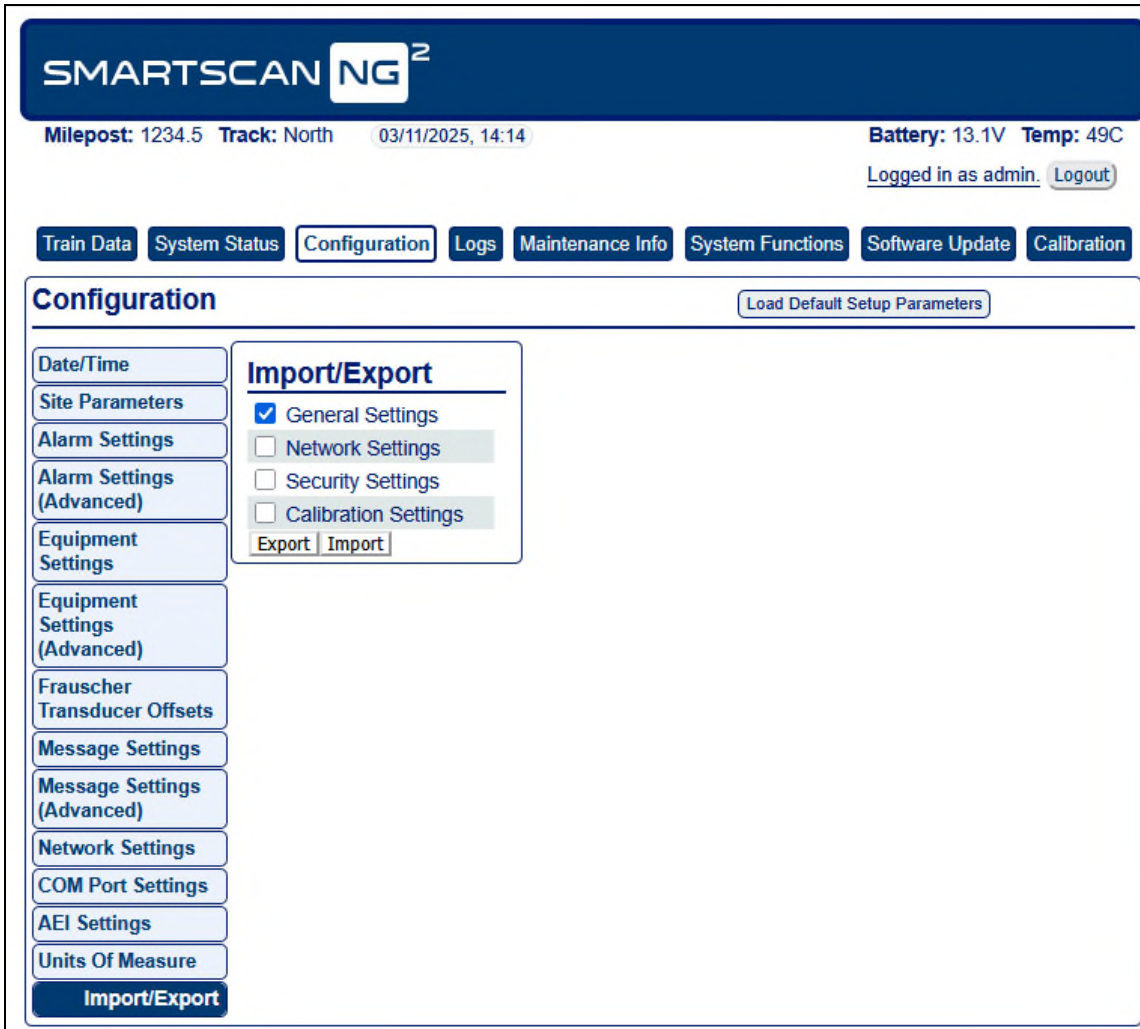 SMARTSCAN NG2
Milepost: 1234.5 Track: North 03/11/2025, 14:14 Battery: 13.1V Temp: 49C
Logged in as admin. Logout
Train Data System Status Configuration Logs Maintenance Info System Functions Software Update Calibration
Configuration Load Default Setup Parameters
Date/Time
Site Parameters
Alarm Settings
Alarm Settings
(Advanced)
Equipment
Settings
Equipment
Settings
(Advanced)
Frauscher
Transducer Offsets
Message Settings
Message Settings
(Advanced)
Network Settings
COM Port Settings
AEI Settings
Units Of Measure
Import/Export
Import/Export
General Settings
Network Settings
Security Settings
Calibration Settings
Export Import